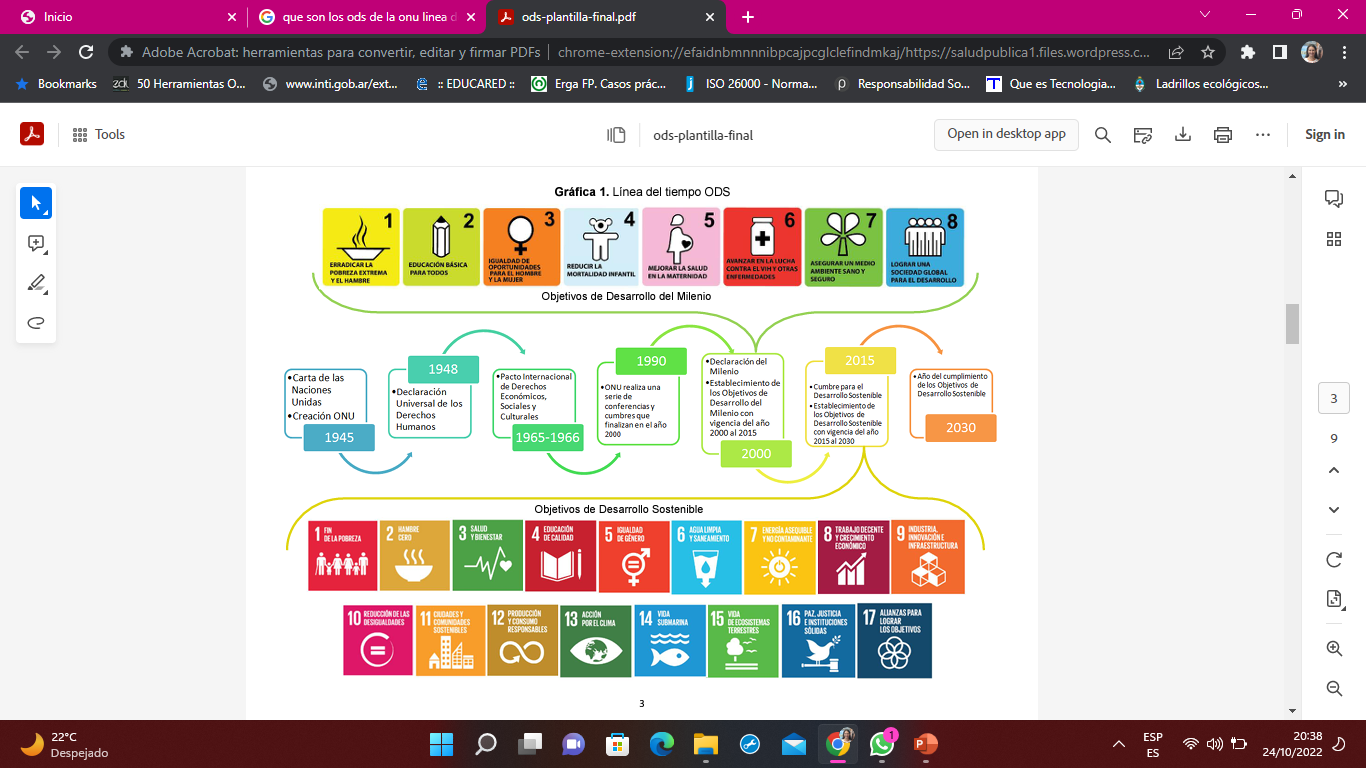 Inicio
que son los ods de la onu linea d
ods-plantilla-final.pdf
Adobe Acrobat: herramientas para convertir, editar y firmar PDFs
chrome-extension://efaidnbmnnnibpcajpcglclefindmkaj/https://saludpublica1.files.wordpress.c...
Bookmarks
50 Herramientas O...
www.inti.gob.ar/ext...
:: EDUCARED ::
Erga FP. Casos prác...
ISO 26000 - Norma...
Responsabilidad So...
Que es Tecnologia...
Ladrillos ecológicos...
»
Tools
ods-plantilla-final
Open in desktop app
Sign in
Gráfica 1. Línea del tiempo ODS
1
ERRADICAR LA
POBREZA EXTREMA
Y EL HAMBRE
2
EDUCACIÓN BÁSICA
PARA TODOS
3
IGUALDAD DE
OPORTUNIDADES
PARA EL HOMBRE
Y LA MUJER
4
REDUCIR LA
MORTALIDAD INFANTIL
5
MEJORAR LA SALUD
EN LA MATERNIDAD
6
AVANZAR EN LA LUCHA
CONTRA EL VIH Y OTRAS
ENFERMEDADES
7
ASEGURAR UN MEDIO
AMBIENTE SANO Y
SEGURO
8
LOGRAR UNA
SOCIEDAD GLOBAL
PARA EL DESARROLLO
Objetivos de Desarrollo del Milenio
•Carta de las
Naciones
Unidas
•Creación ONU
1945
1948
•Declaración
Universal de los
Derechos
Humanos
•Pacto Internacional
de Derechos
Económicos,
Sociales y
Culturales
1965-1966
1990
•ONU realiza una
serie de
conferencias y
cumbres que
finalizan en el año
2000
•Declaración del
Milenio
•Establecimiento de
los Objetivos de
Desarrollo del
Milenio con
vigencia del año
2000 al 2015
2000
2015
•Cumbre para el
Desarrollo Sostenible
•Establecimiento de
los Objetivos de
Desarrollo Sostenible
con vigencia del año
2015 al 2030
•Año del cumplimiento
de los Objetivos de
Desarrollo Sostenible
2030
Objetivos de Desarrollo Sostenible
1 FIN
DE LA POBREZA
2 HAMBRE
CERO
3 SALUD
Y BIENESTAR
4 EDUCACIÓN
DE CALIDAD
5 IGUALDAD
DE GÉNERO
6 AGUA LIMPIA
Y SANEAMIENTO
7 ENERGÍA ASEQUIBLE
Y NO CONTAMINANTE
8 TRABAJO DECENTE
Y CRECIMIENTO
ECONÓMICO
9 INDUSTRIA,
INNOVACIÓN E
INFRAESTRUCTURA
10 REDUCCIÓN DE LAS
DESIGUALDADES
11 CIUDADES Y
COMUNIDADES
SOSTENIBLES
12 PRODUCCIÓN
Y CONSUMO
RESPONSABLES
13 ACCIÓN
POR EL CLIMA
14 VIDA
SUBMARINA
15 VIDA
DE ECOSISTEMAS
TERRESTRES
16 PAZ, JUSTICIA
E INSTITUCIONES
SÓLIDAS
17 ALIANZAS PARA
LOGRAR
LOS OBJETIVOS
3
3
9
22°C
Despejado
1
ESP
ES
20:38
24/10/2022